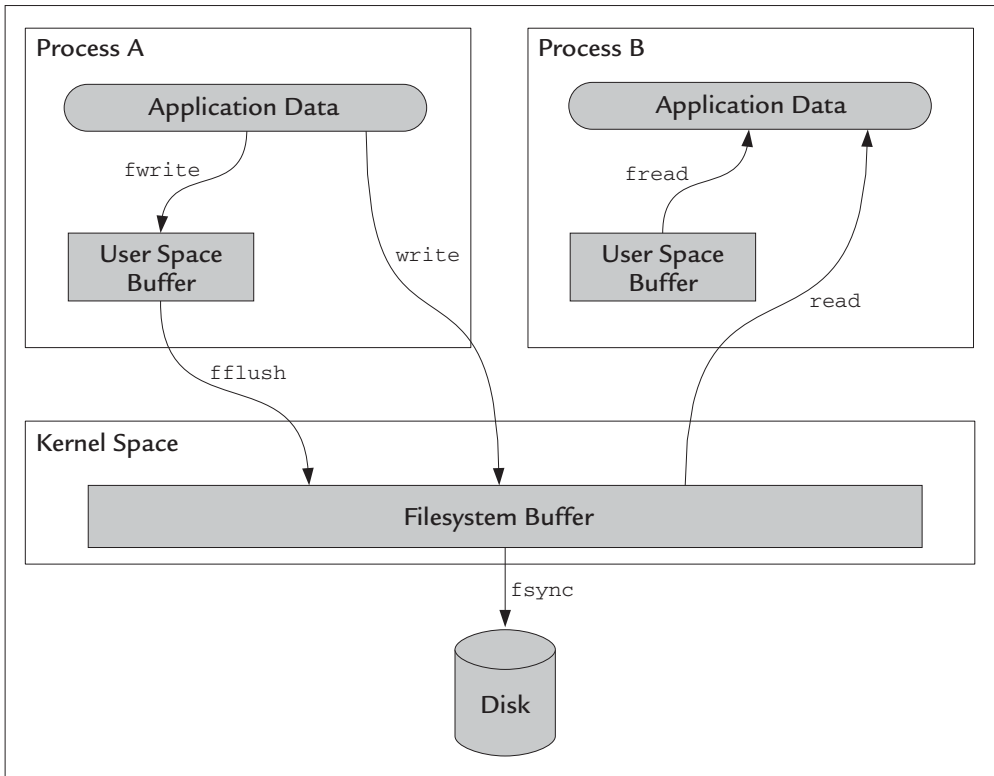 Process A
Application Data
fwrite
User Space
Buffer
write
fflush
Process B
Application Data
fread
User Space
Buffer
read
Kernel Space
Filesystem Buffer
fsync
Disk